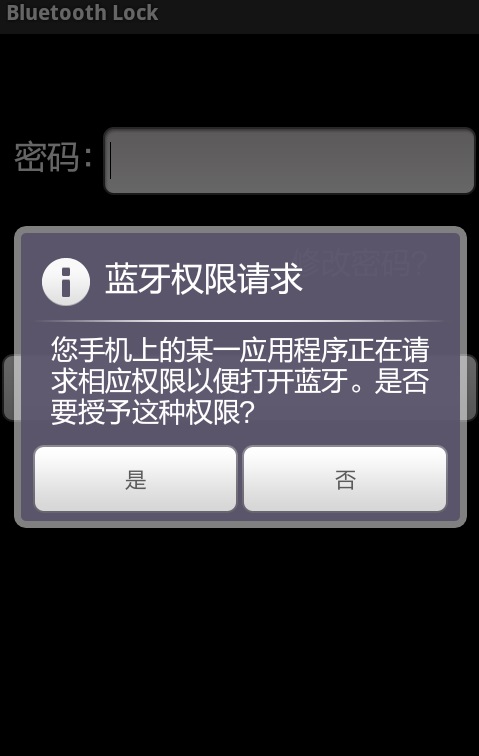 Bluetooth Lock
密码：
修改密码?
蓝牙权限请求
您手机上的某一应用程序正在请
求相应权限以便打开蓝牙。是否
要授予这种权限?
是
否